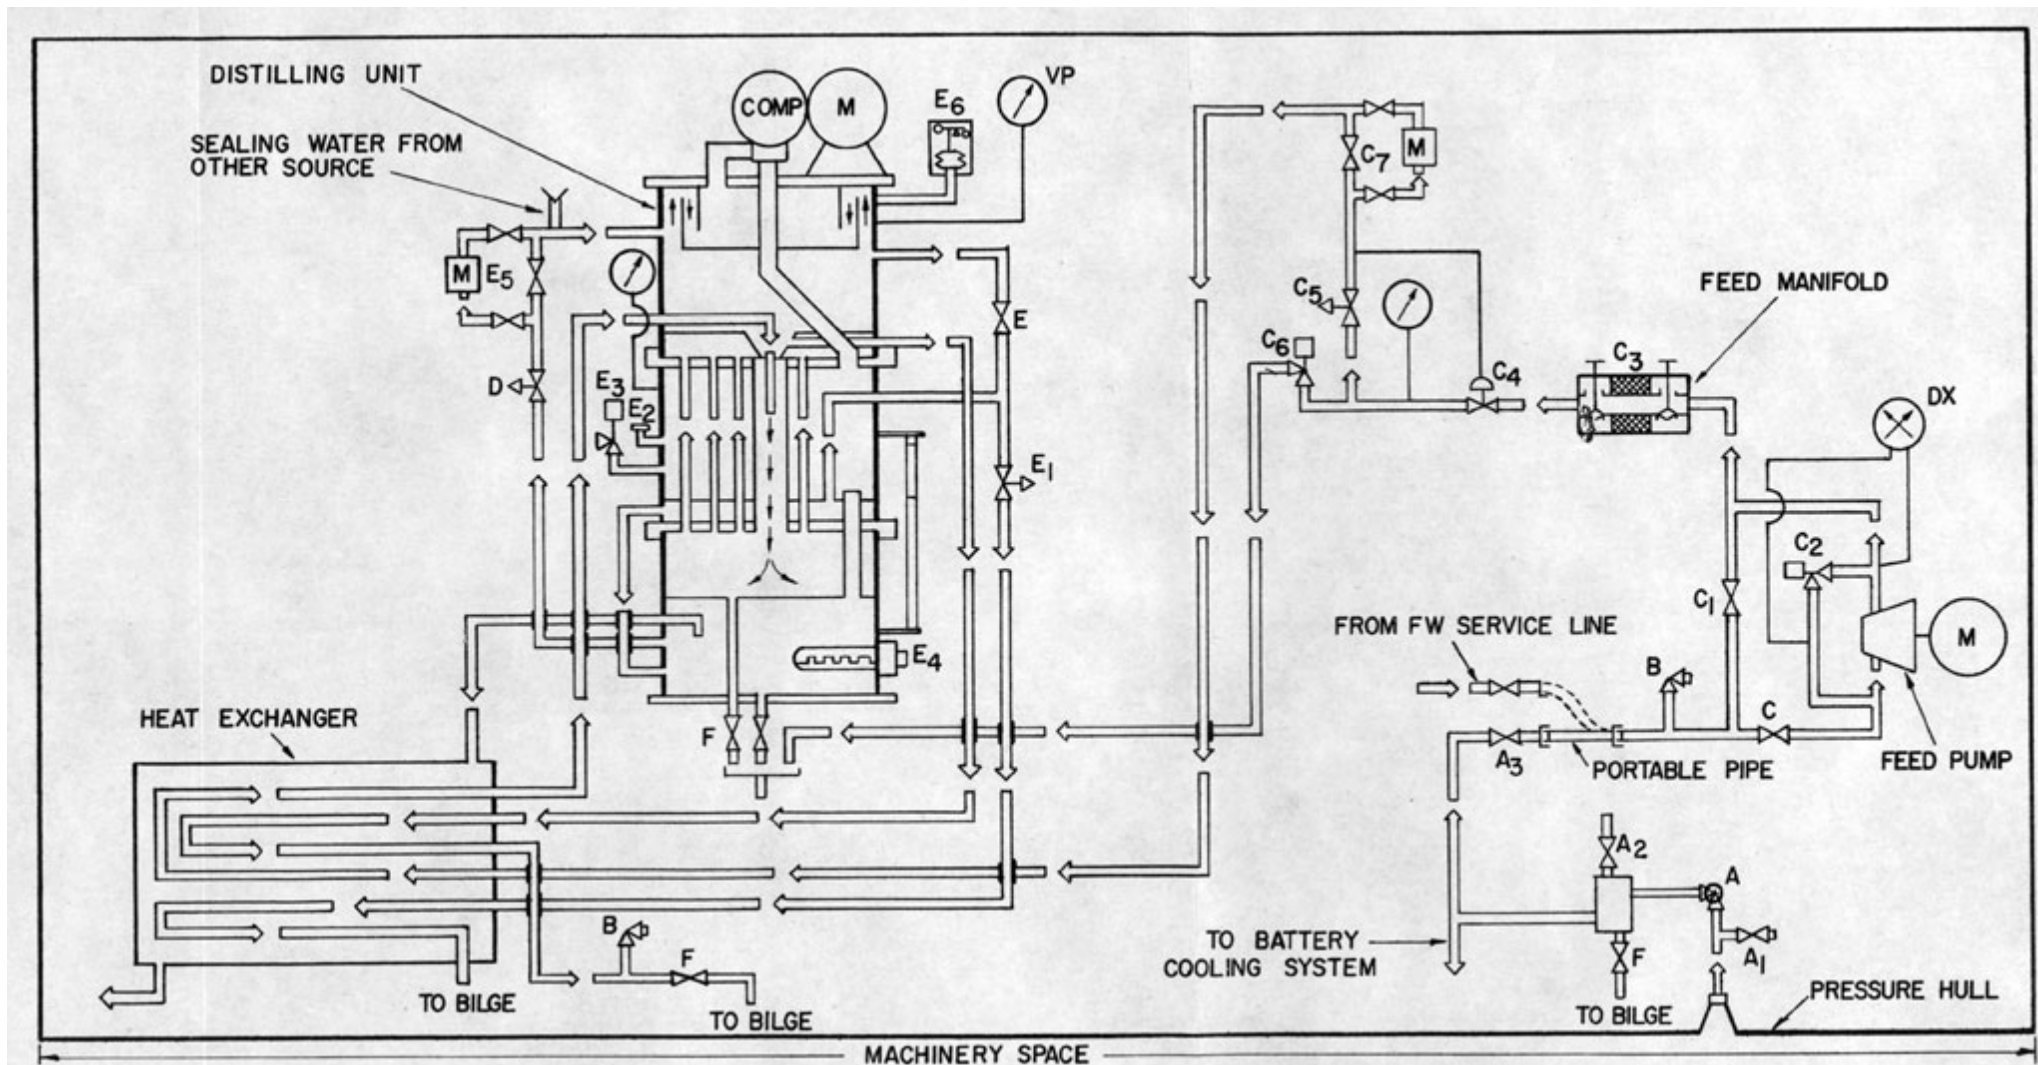 DISTILLING UNIT
SEALING WATER FROM
OTHER SOURCE
COMP
M
E6
VP
M
E5
D
E3
E2
E
E1
E4
F
HEAT EXCHANGER
TO BILGE
B
F
TO BILGE
C7
M
C5
C6
C4
C3
FEED MANIFOLD
DX
C2
C1
M
FROM FW SERVICE LINE
B
C
A3
PORTABLE PIPE
FEED PUMP
A2
A
A1
F
TO BATTERY
COOLING SYSTEM
TO BILGE
PRESSURE HULL
MACHINERY SPACE